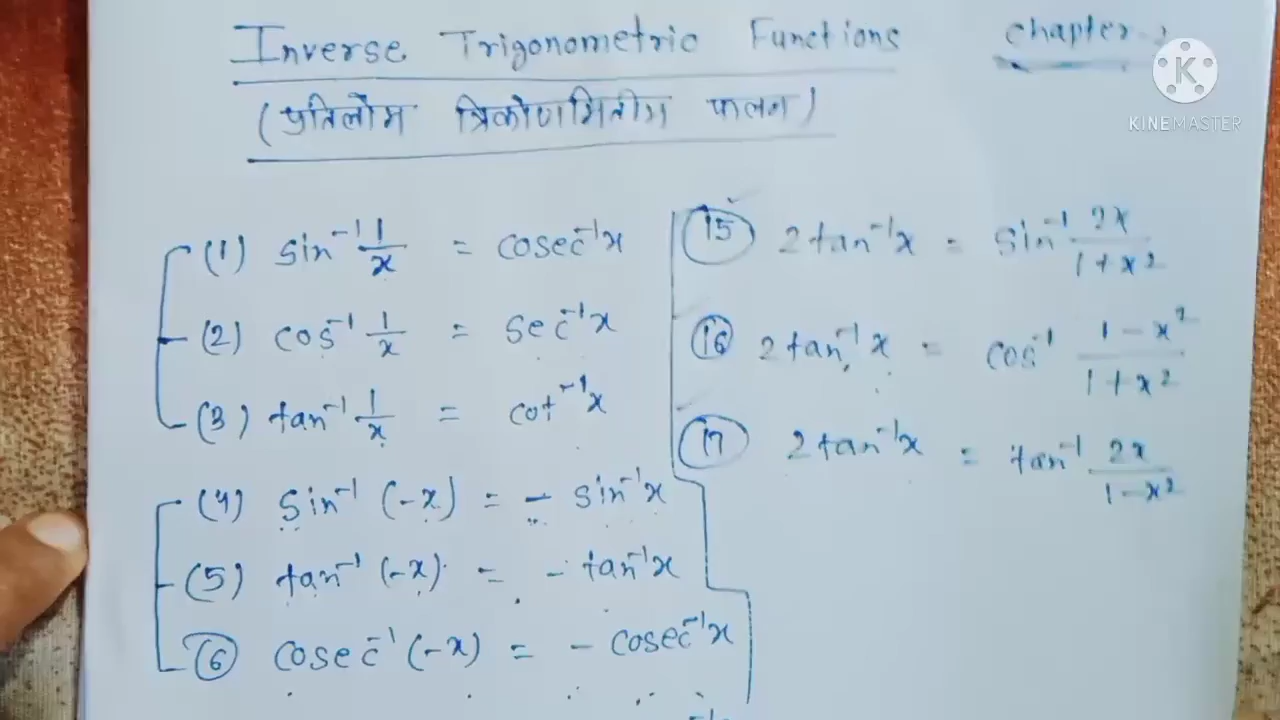 Inverse Trigonometric Functions Chapter
(प्रतिलोम त्रिकोणमितीय फलन)
(1) sin⁻¹ 1/x = cosec⁻¹x
(2) cos⁻¹ 1/x = sec⁻¹x
(3) tan⁻¹ 1/x = cot⁻¹x
(4) sin⁻¹ (-x) = - sin⁻¹x
(5) tan⁻¹ (-x) = - tan⁻¹x
(6) cosec⁻¹ (-x) = - cosec⁻¹x
(15) 2tan⁻¹x = sin⁻¹ 2x/1+x²
(16) 2tan⁻¹x = cos⁻¹ 1-x²/1+x²
(17) 2tan⁻¹x = tan⁻¹ 2x/1-x²
K
KINEMASTER